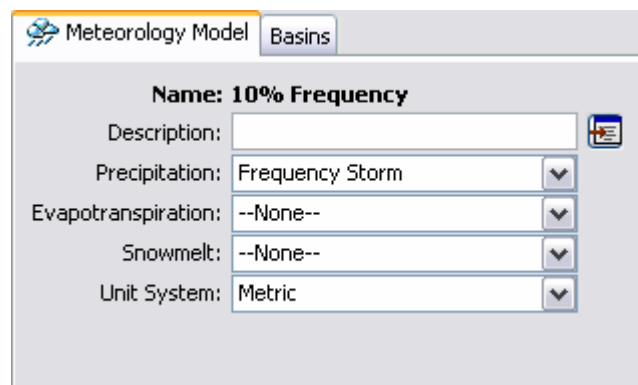 Meteorology Model Basins
Name: 10% Frequency
Description:
Precipitation: Frequency Storm
Evapotranspiration: --None--
Snowmelt: --None--
Unit System: Metric